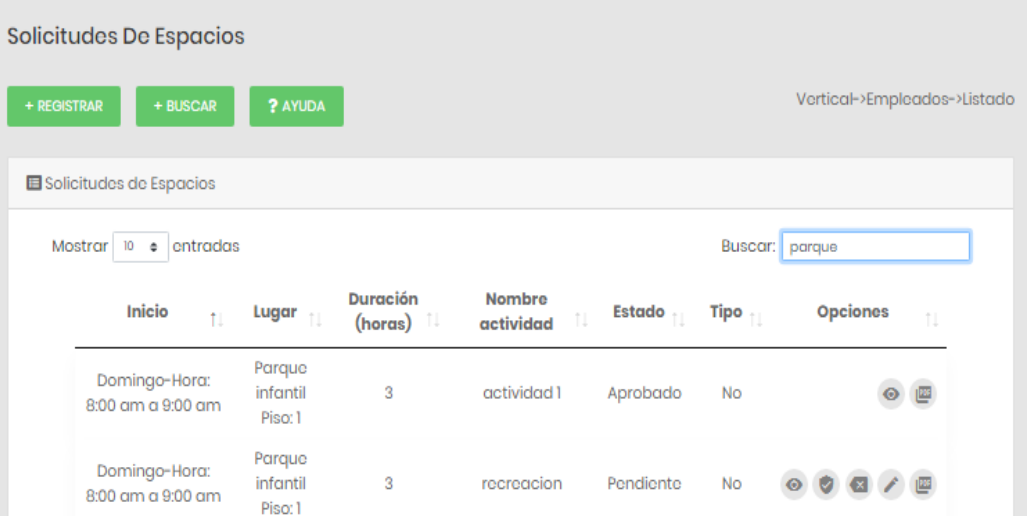 Solicitudes De Espacios
+ REGISTRAR + BUSCAR ? AYUDA
Vertical->Empleados->Listado
Solicitudes de Espacios
Mostrar 10 entradas Buscar: parque
Inicio Lugar Duración (horas) Nombre actividad Estado Tipo Opciones
Domingo-Hora: 8:00 am a 9:00 am Parque infantil Piso: 1 3 actividad 1 Aprobado No PDF
Domingo-Hora: 8:00 am a 9:00 am Parque infantil Piso: 1 3 recreacion Pendiente No PDF